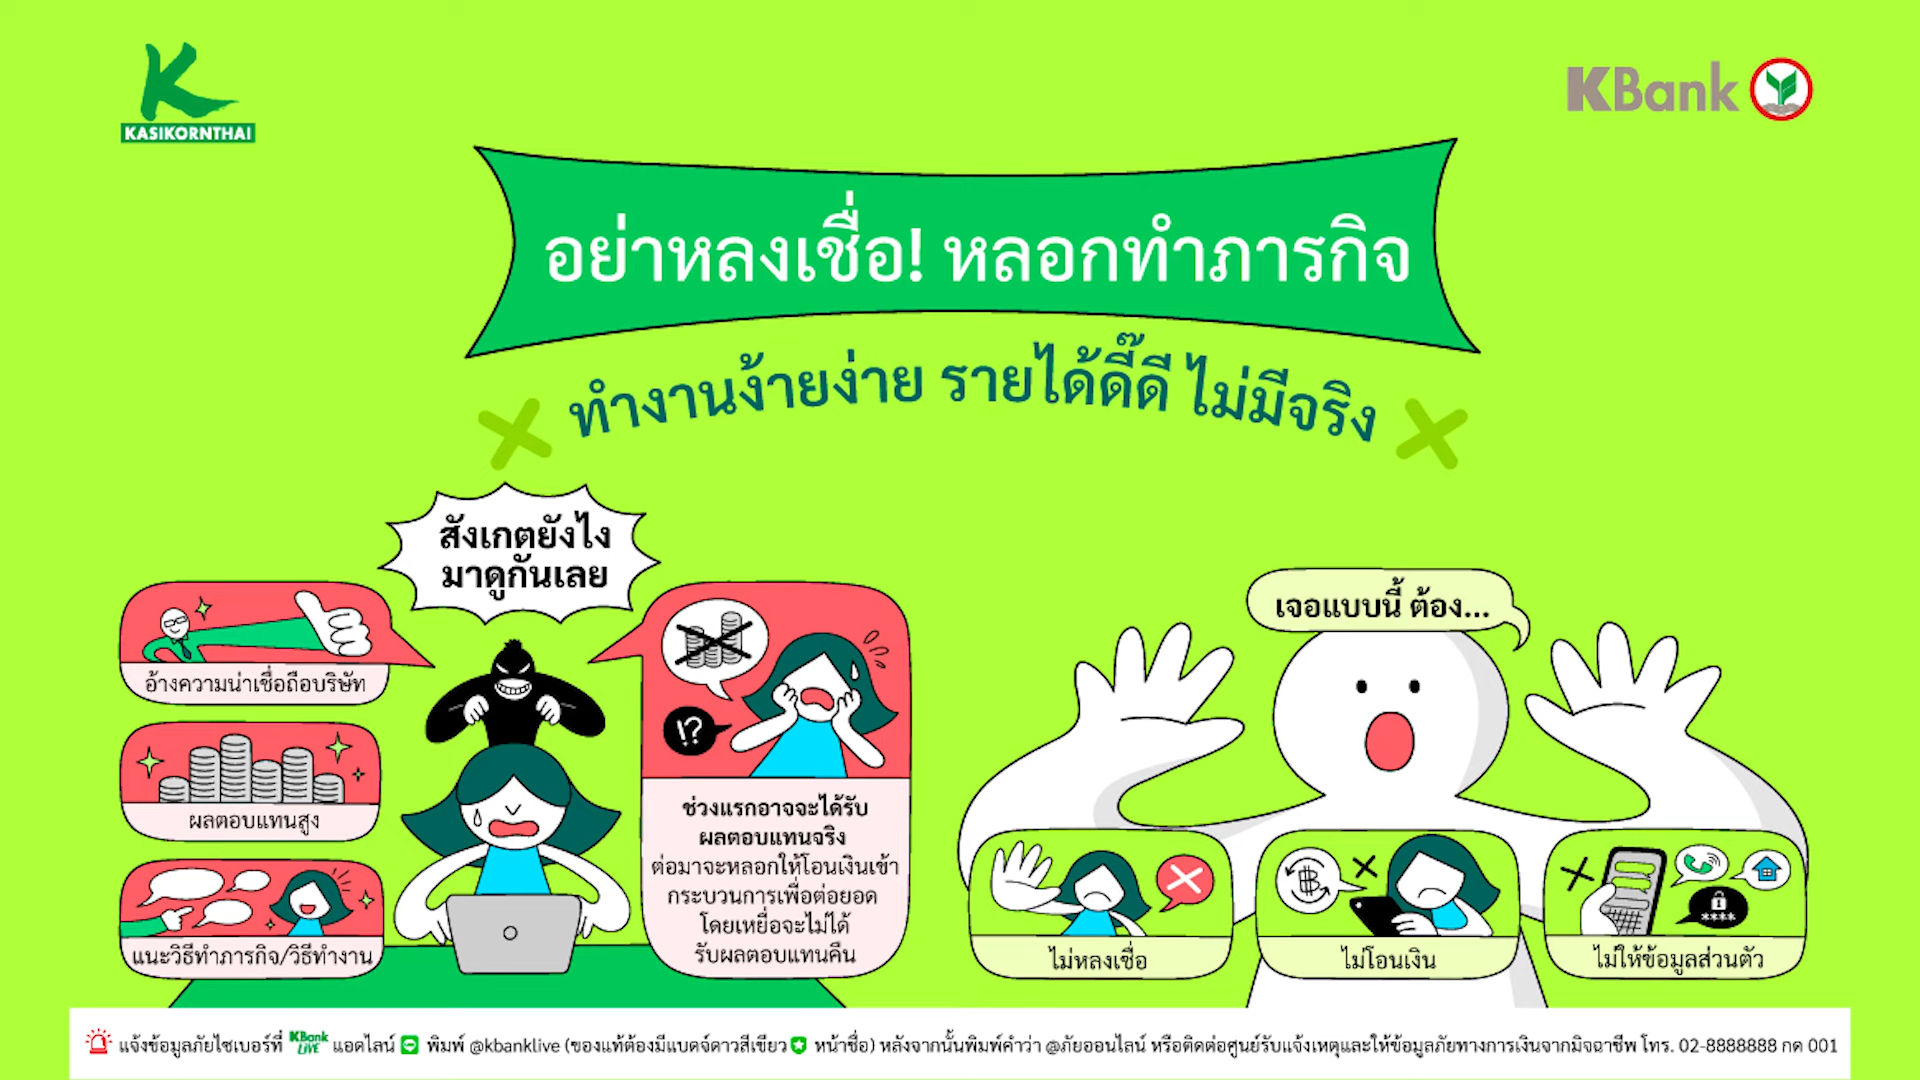 KASIKORNTHAI
KBank
อย่าหลงเชื่อ! หลอกทำภารกิจ
ทำงานง้ายง่าย รายได้ดี๊ดี ไม่มีจริง
สังเกตยังไง
มาดูกันเลย
อ้างความน่าเชื่อถือบริษัท
ผลตอบแทนสูง
แนะวิธีทำภารกิจ/วิธีทำงาน
!?
ช่วงแรกอาจจะได้รับ
ผลตอบแทนจริง
ต่อมาจะหลอกให้โอนเงินเข้า
กระบวนการเพื่อต่อยอด
โดยเหยื่อจะไม่ได้
รับผลตอบแทนคืน
เจอแบบนี้ ต้อง...
ไม่หลงเชื่อ
฿
ไม่โอนเงิน
****
ไม่ให้ข้อมูลส่วนตัว
แจ้งข้อมูลภัยไซเบอร์ที่ KBank LIVE แอดไลน์ พิมพ์ @kbanklive (ของแท้ต้องมีแบดจ์ดาวสีเขียว หน้าชื่อ) หลังจากนั้นพิมพ์คำว่า @ภัยออนไลน์ หรือติดต่อศูนย์รับแจ้งเหตุและให้ข้อมูลภัยทางการเงินจากมิจฉาชีพ โทร. 02-8888888 กด 001